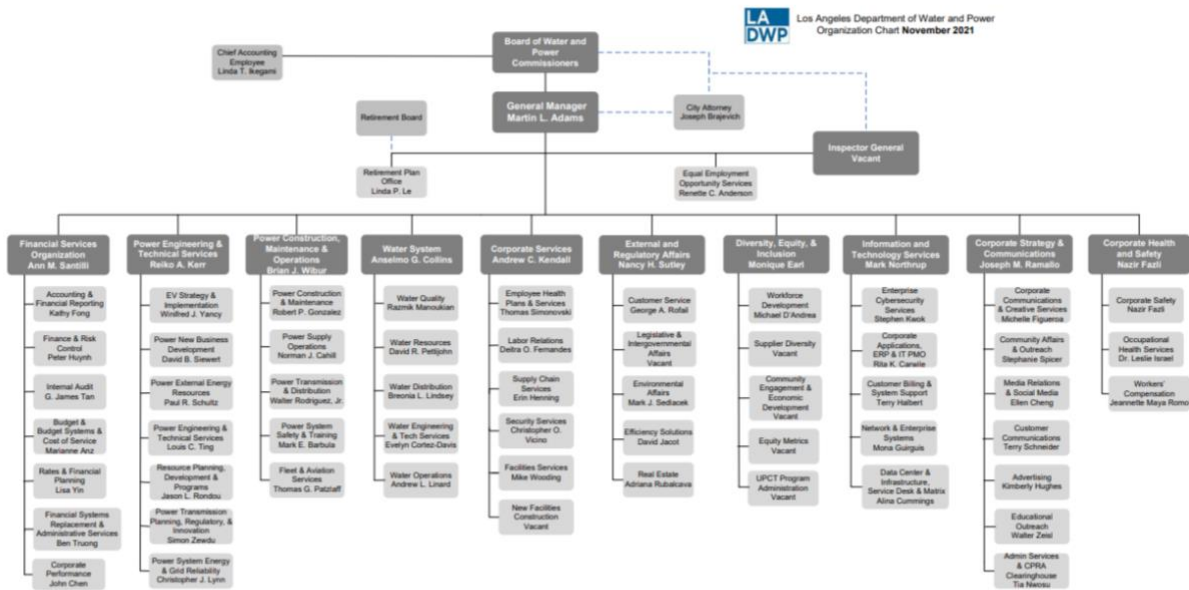 LA
DWP
Los Angeles Department of Water and Power
Organization Chart November 2021
Board of Water and
Power
Commissioners
Chief Accounting
Employee
Linda T. Ikegami
General Manager
Martin L. Adams
City Attorney
Joseph Brajevich
Retirement Board
Inspector General
Vacant
Retirement Plan
Office
Linda P. Le
Equal Employment
Opportunity Services
Renette C. Anderson
Financial Services
Organization
Ann M. Santilli
Accounting &
Financial Reporting
Kathy Fong
Finance & Risk
Control
Peter Huynh
Internal Audit
G. James Tan
Budget &
Budget Systems &
Cost of Service
Marianne Anz
Rates & Financial
Planning
Lisa Yin
Financial Systems
Replacement &
Administrative Services
Ben Truong
Corporate
Performance
John Chen
Power Engineering &
Technical Services
Reiko A. Kerr
EV Strategy &
Implementation
Winifred J. Yancy
Power New Business
Development
David B. Siewert
Power External Energy
Resources
Paul R. Schultz
Power Engineering &
Technical Services
Louis C. Ting
Resource Planning,
Development &
Programs
Jason L. Rondou
Power Transmission
Planning, Regulatory, &
Innovation
Simon Zewdu
Power System Energy
& Grid Reliability
Christopher J. Lynn
Power Construction,
Maintenance &
Operations
Brian J. Wibur
Power Construction
& Maintenance
Robert P. Gonzalez
Power Supply
Operations
Norman J. Cahill
Power Transmission
& Distribution
Walter Rodriguez, Jr.
Power System
Safety & Training
Mark E. Barbula
Fleet & Aviation
Services
Thomas G. Patzlaff
Water System
Anselmo G. Collins
Water Quality
Razmik Manoukian
Water Resources
David R. Pettijohn
Water Distribution
Breonia L. Lindsey
Water Engineering
& Tech Services
Evelyn Cortez-Davis
Water Operations
Andrew L. Linard
Corporate Services
Andrew C. Kendall
Employee Health
Plans & Services
Thomas Simonovski
Labor Relations
Deitra O. Fernandes
Supply Chain
Services
Erin Henning
Security Services
Christopher O.
Vicino
Facilities Services
Mike Wooding
New Facilities
Construction
Vacant
External and
Regulatory Affairs
Nancy H. Sutley
Customer Service
George A. Rofail
Legislative &
Intergovernmental
Affairs
Vacant
Environmental
Affairs
Mark J. Sedlacek
Efficiency Solutions
David Jacot
Real Estate
Adriana Rubalcava
Diversity, Equity, &
Inclusion
Monique Earl
Workforce
Development
Michael D'Andrea
Supplier Diversity
Vacant
Community
Engagement &
Economic
Development
Vacant
Equity Metrics
Vacant
UPCT Program
Administration
Vacant
Information and
Technology Services
Mark Northrup
Enterprise
Cybersecurity
Services
Stephen Kwok
Corporate
Applications,
ERP & IT PMO
Rita K. Carwile
Customer Billing &
System Support
Terry Halbert
Network & Enterprise
Systems
Mona Guirguis
Data Center &
Infrastructure,
Service Desk & Matrix
Alina Cummings
Corporate Strategy &
Communications
Joseph M. Ramallo
Corporate
Communications
& Creative Services
Michelle Figueroa
Community Affairs
& Outreach
Stephanie Spicer
Media Relations
& Social Media
Ellen Cheng
Customer
Communications
Terry Schneider
Advertising
Kimberly Hughes
Educational
Outreach
Walter Zeisl
Admin Services
& CPRA
Clearinghouse
Tia Nwosu
Corporate Health
and Safety
Nazir Fazli
Corporate Safety
Nazir Fazli
Occupational
Health Services
Dr. Leslie Israel
Workers'
Compensation
Jeannette Maya Romo